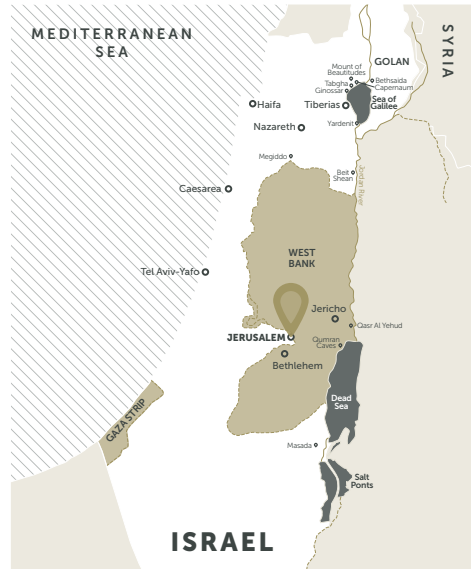 MEDITERRANEAN
SEA
SYRIA
GOLAN
Mount of
Beautitudes
Tabgha
Ginossar
Bethsaida
Capernaum
Haifa
Tiberias
Sea of
Galilee
Nazareth
Yardenit
Megiddo
Beit
Shean
Jordan River
Caesarea
WEST
BANK
Tel Aviv-Yafo
Jericho
Qasr Al Yehud
JERUSALEM
Qumran
Caves
Bethlehem
Dead
Sea
GAZA STRIP
Masada
Salt
Ponts
ISRAEL